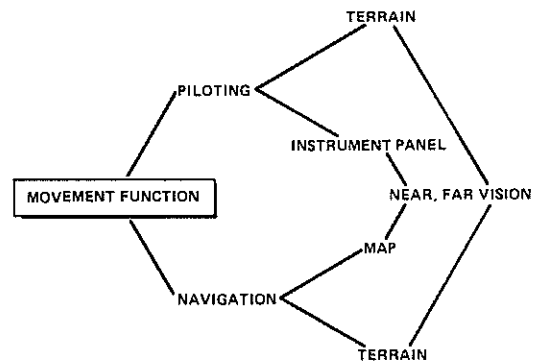 TERRAIN
PILOTING
INSTRUMENT PANEL
MOVEMENT FUNCTION
NEAR, FAR VISION
MAP
NAVIGATION
TERRAIN